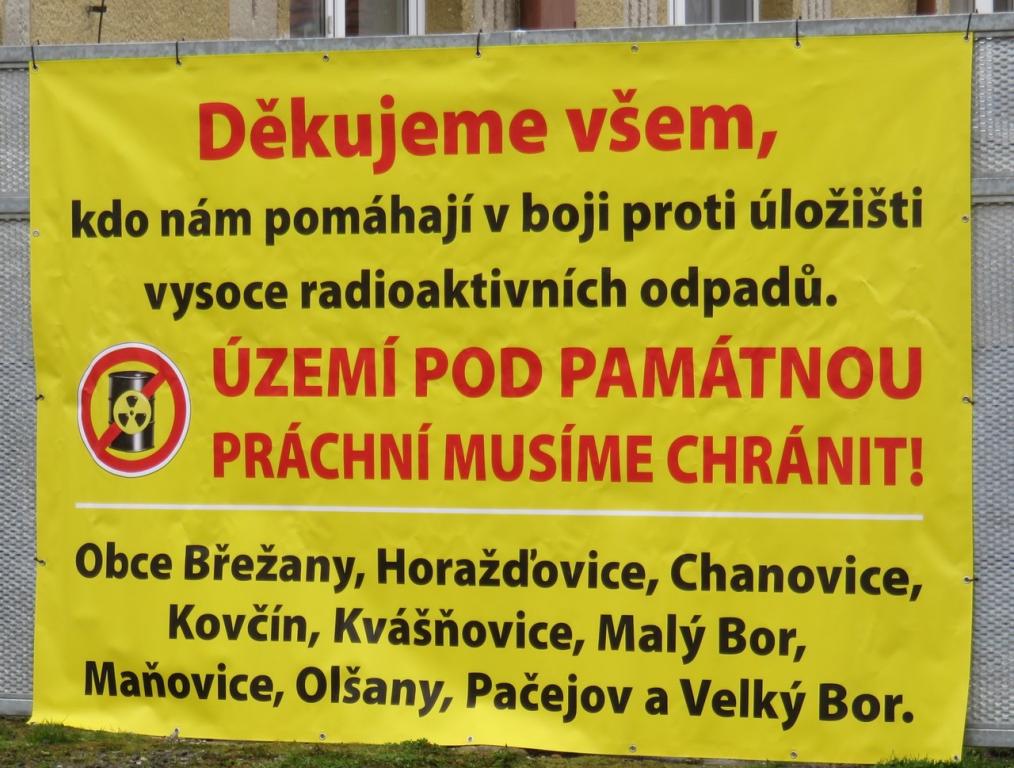 Děkujeme všem,
kdo nám pomáhají v boji proti úložišti
vysoce radioaktivních odpadů.
ÚZEMÍ POD PAMÁTNOU
PRÁCHNÍ MUSÍME CHRÁNIT!
Obce Břežany, Horažďovice, Chanovice,
Kovčín, Kvášňovice, Malý Bor,
Maňovice, Olšany, Pačejov a Velký Bor.